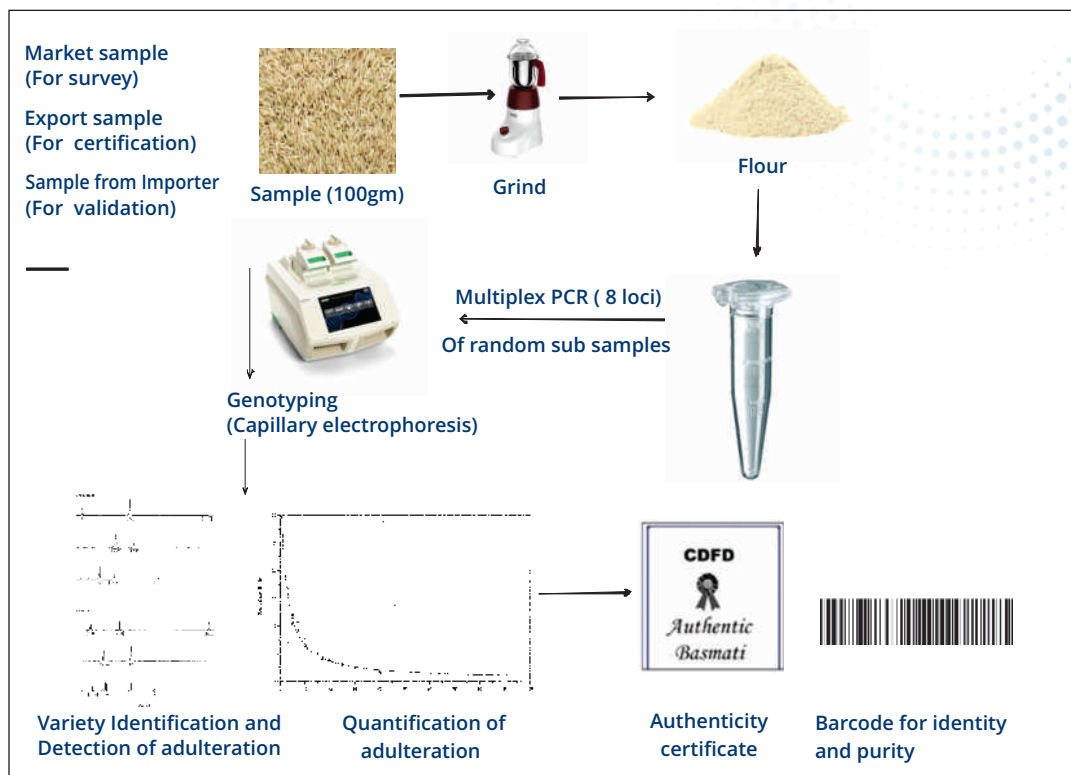 Market sample
(For survey)
Export sample
(For certification)
Sample from Importer
(For validation)
Sample (100gm)
Grind
Flour
Multiplex PCR ( 8 loci)
Of random sub samples
Genotyping
(Capillary electrophoresis)
CDFD
Authentic
Basmati
Variety Identification and
Detection of adulteration
Quantification of
adulteration
Authenticity
certificate
Barcode for identity
and purity